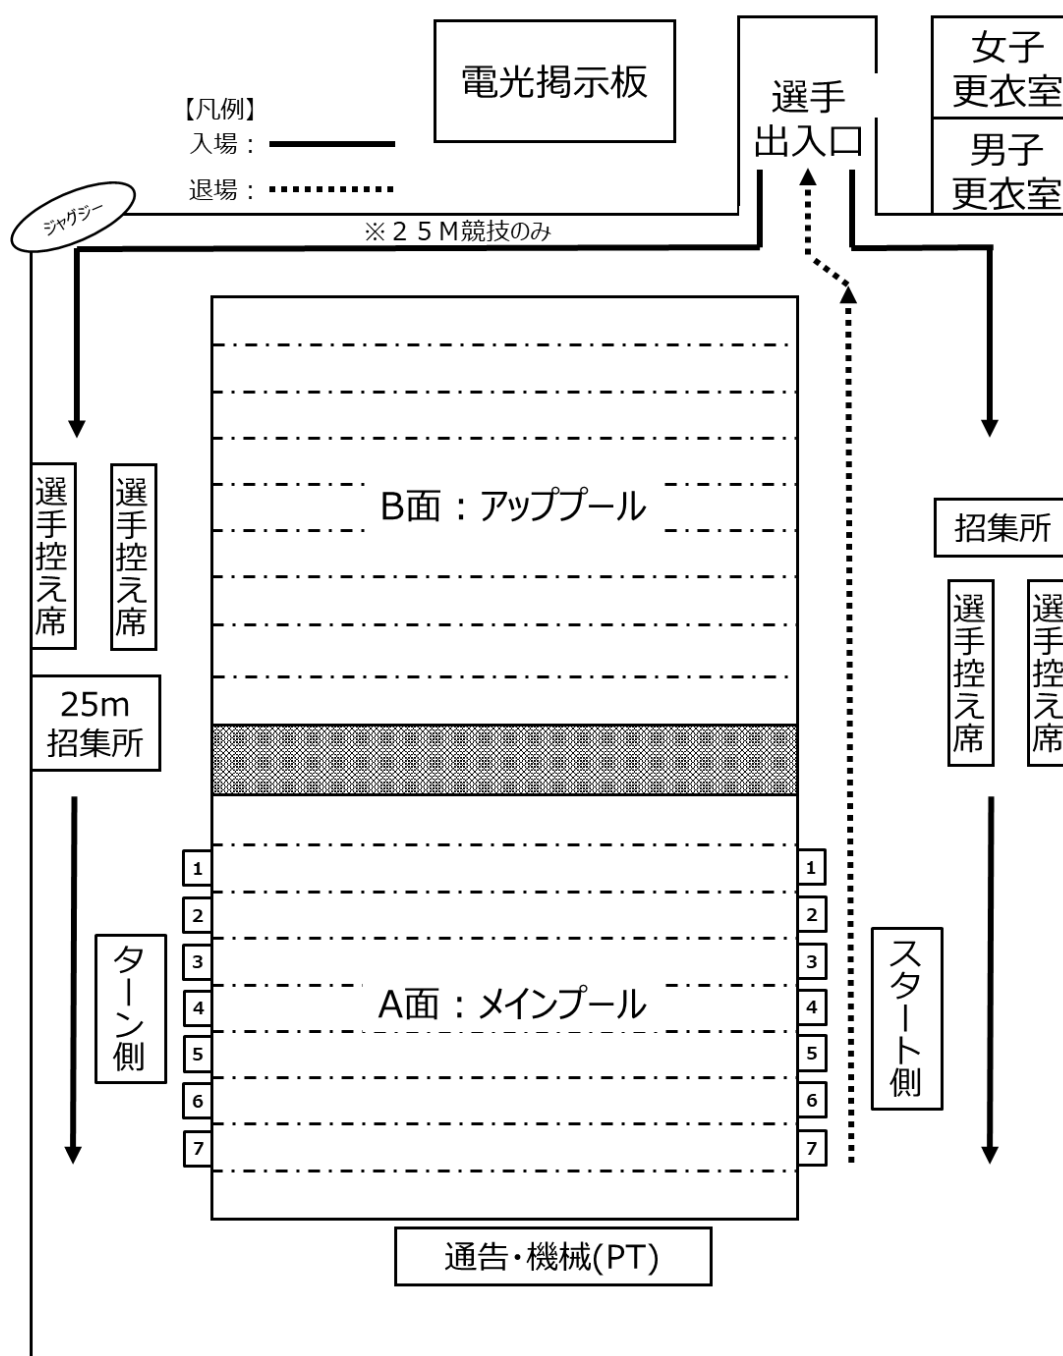 電光掲示板
【凡例】
入場：
退場：
選手
出入口
女子
更衣室
男子
更衣室
ジャグジー
※２５M競技のみ
選手控え席
選手控え席
B面：アッププール
招集所
選手控え席
選手控え席
25m
招集所
1
2
3
4
5
6
7
ターン側
A面：メインプール
1
2
3
4
5
6
7
スタート側
通告・機械(PT)